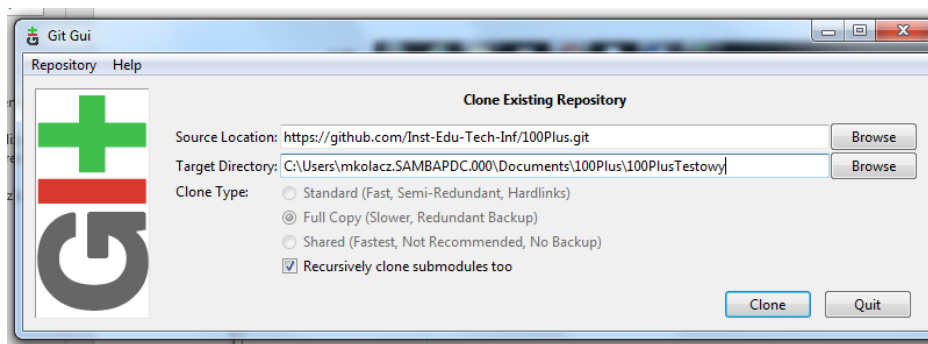 Git Gui
Repository Help
GIT
Clone Existing Repository
Source Location: https://github.com/Inst-Edu-Tech-Inf/100Plus.git Browse
Target Directory: C:\Users\mkolacz.SAMBAPDC.000\Documents\100Plus\100PlusTestowy Browse
Clone Type: Standard (Fast, Semi-Redundant, Hardlinks)
Full Copy (Slower, Redundant Backup)
Shared (Fastest, Not Recommended, No Backup)
Recursively clone submodules too
Clone Quit